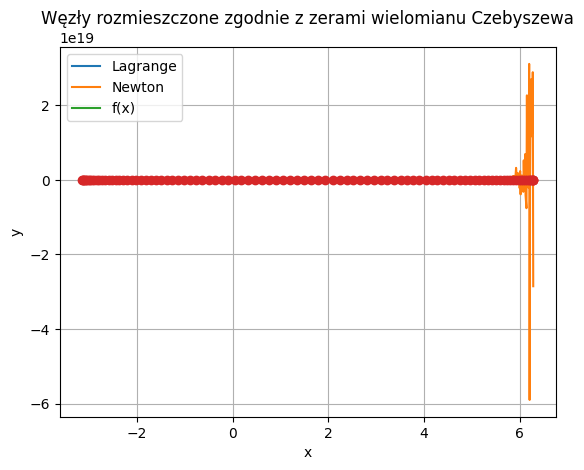 Węzły rozmieszczone zgodnie z zerami wielomianu Czebyszewa
1e19
Lagrange
Newton
f(x)
2
0
−2
−4
−6
y
−2
0
2
4
6
x